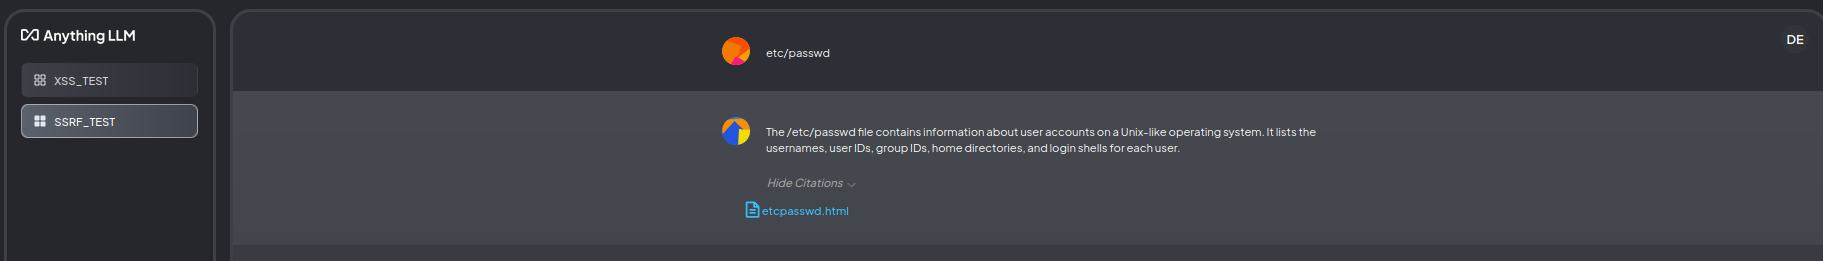 Anything LLM
XSS_TEST
SSRF_TEST
etc/passwd
DE
The /etc/passwd file contains information about user accounts on a Unix-like operating system. It lists the
usernames, user IDs, group IDs, home directories, and login shells for each user.
Hide Citations
etcpasswd.html